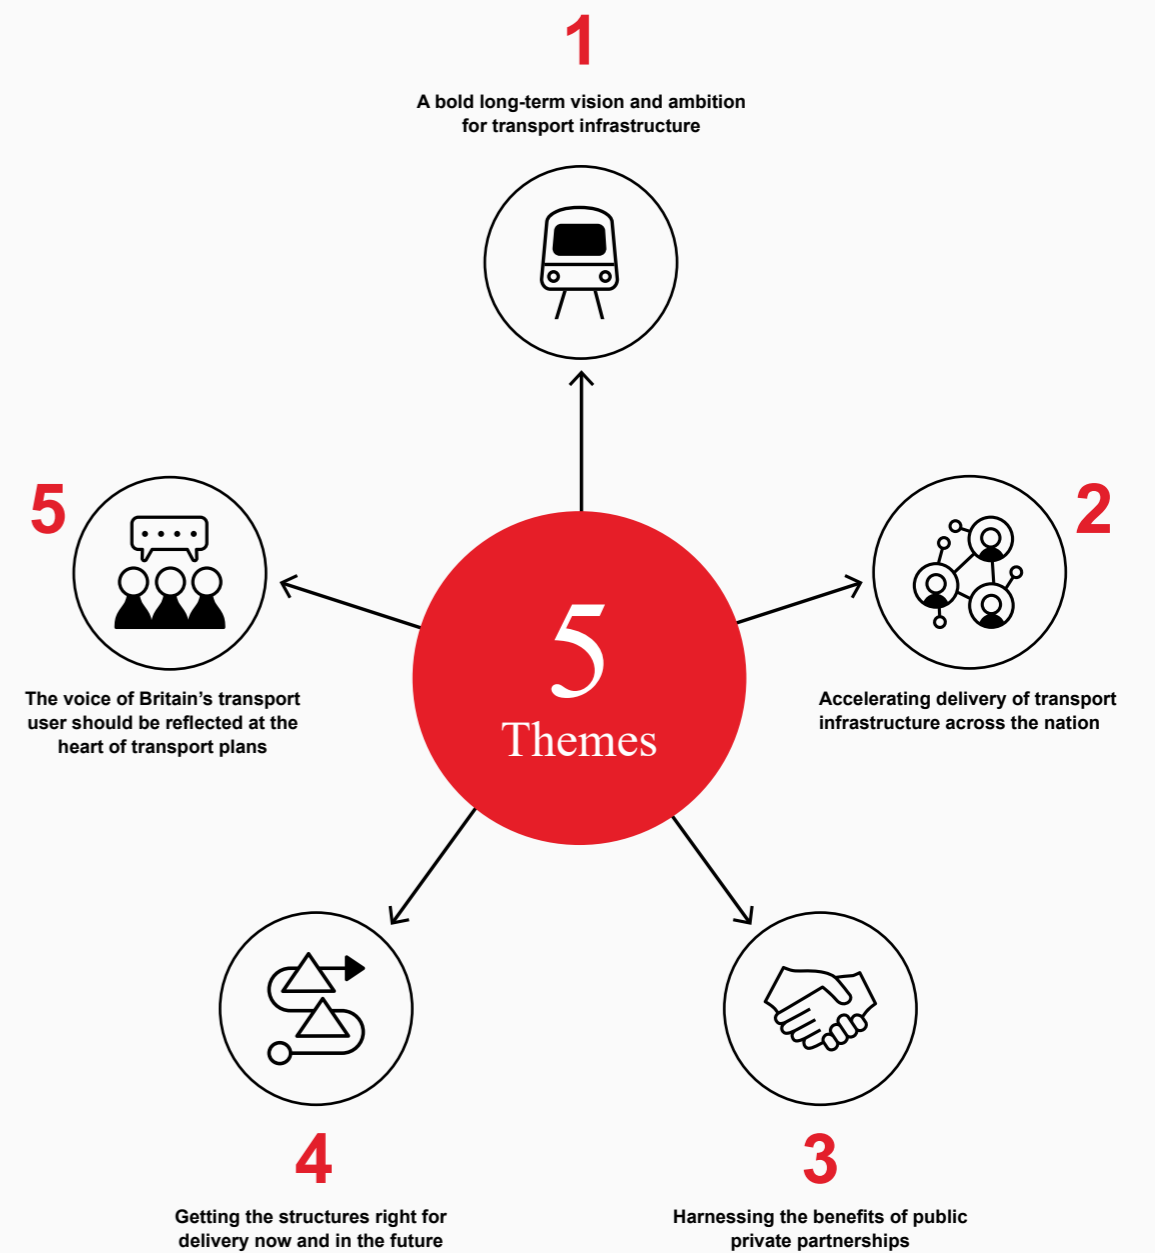 1
A bold long-term vision and ambition
for transport infrastructure
2
Accelerating delivery of transport
infrastructure across the nation
3
Harnessing the benefits of public
private partnerships
4
Getting the structures right for
delivery now and in the future
5
The voice of Britain’s transport
user should be reflected at the
heart of transport plans
5
Themes